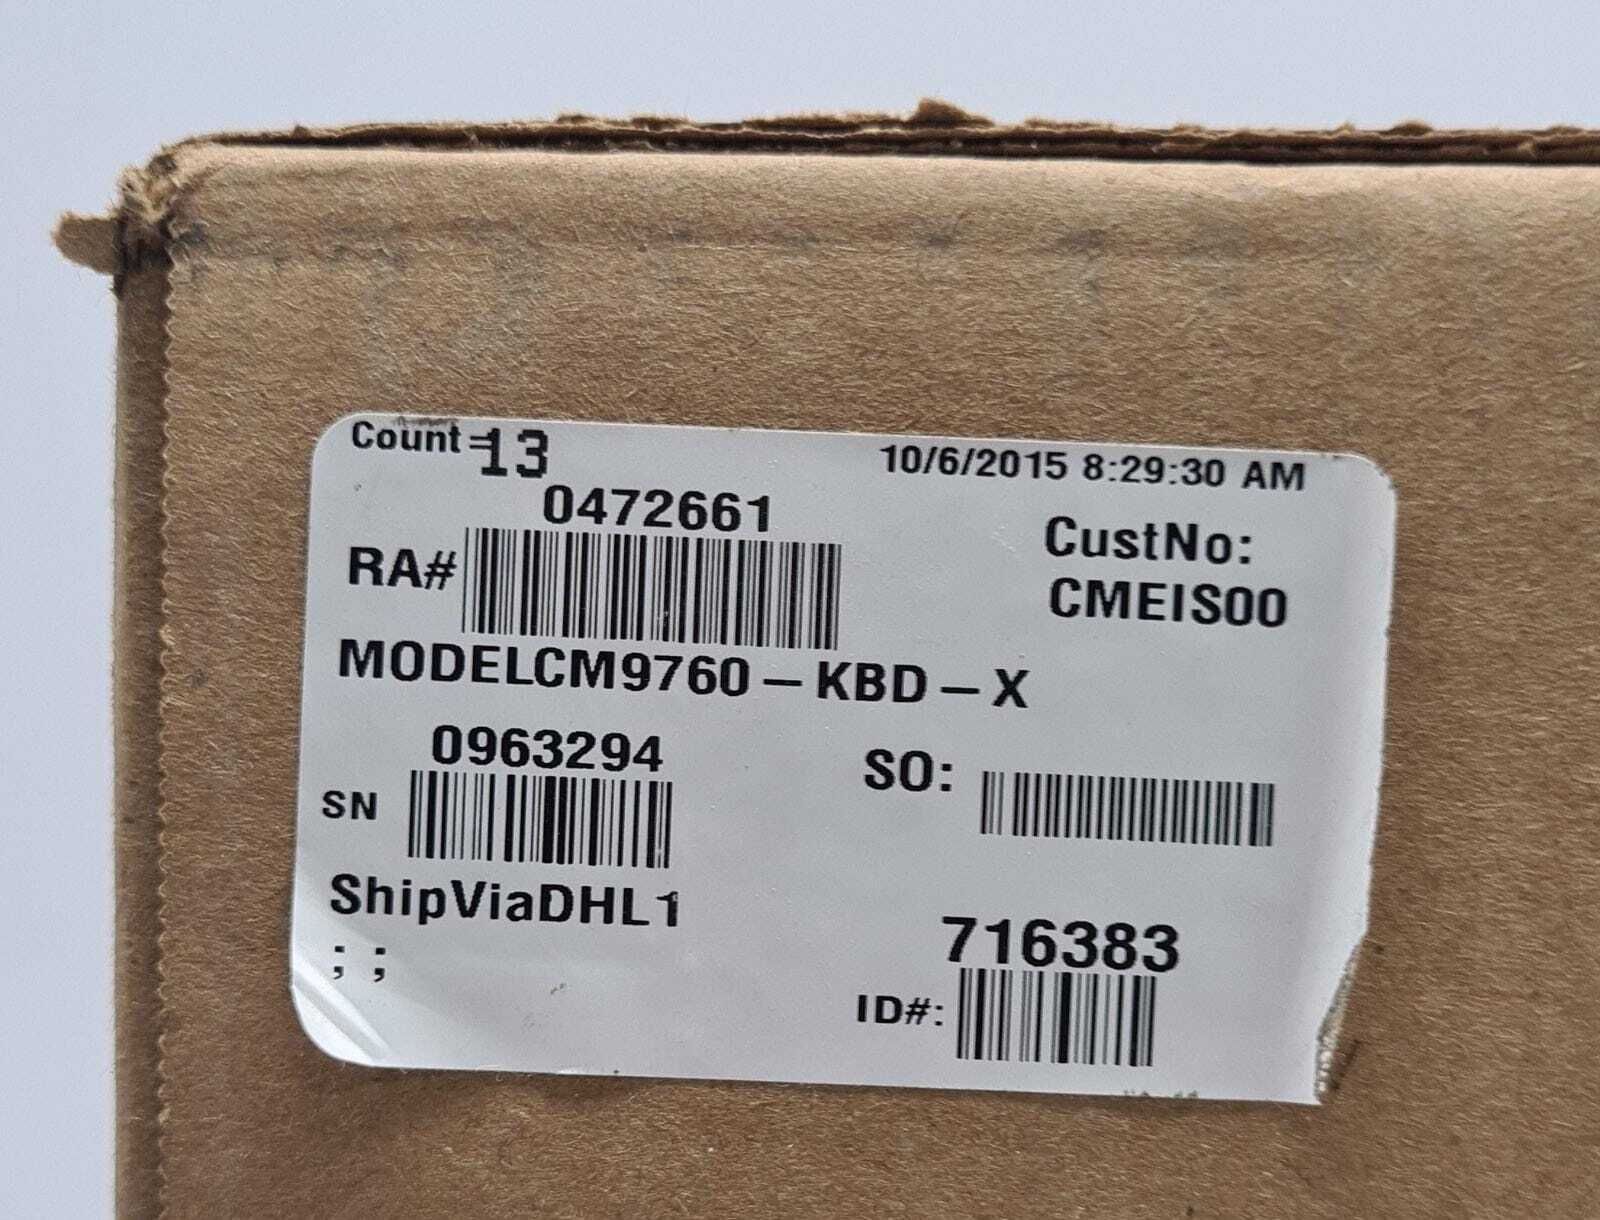 Count=13
10/6/2015 8:29:30 AM
0472661
RA#
CustNo:
CMEIS00
MODELCM9760-KBD-X
0963294
SN
SO:
ShipViaDHL1
; ;
716383
ID#: